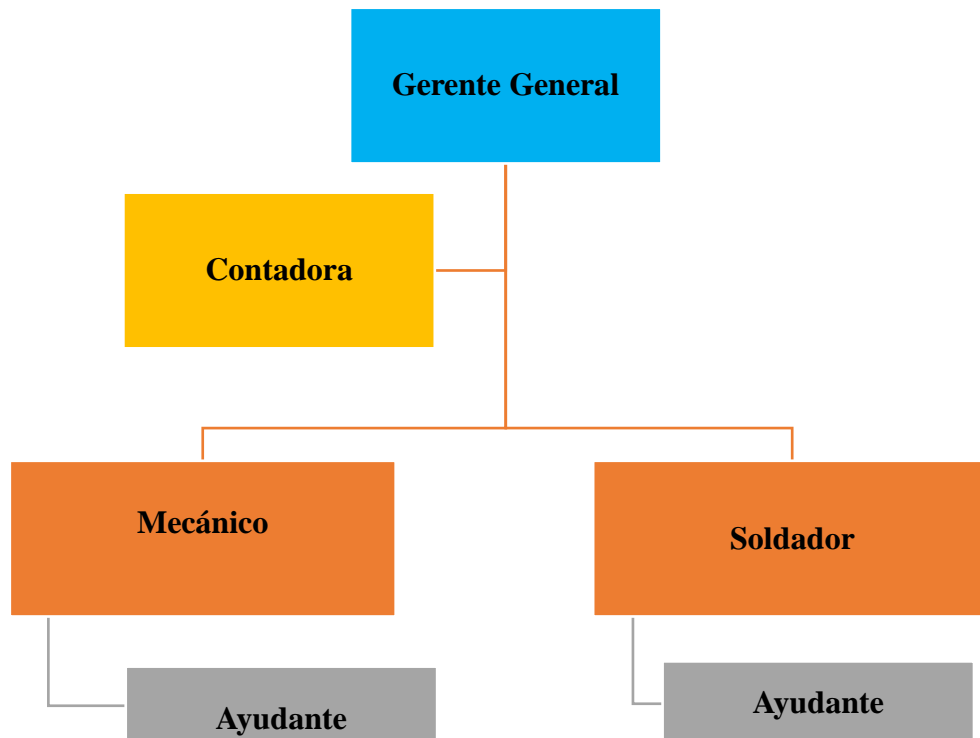 Gerente General
Contadora
Mecánico
Soldador
Ayudante
Ayudante